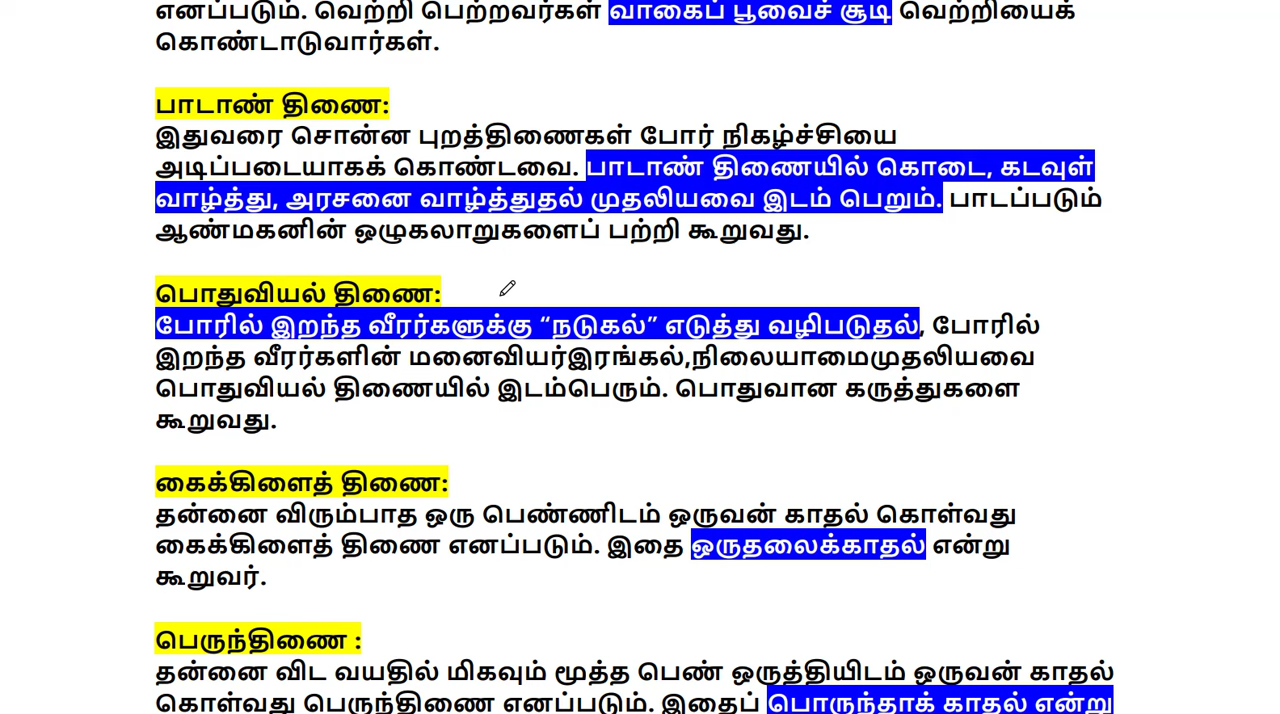 எனப்படும். வெற்றி பெற்றவர்கள் வாகைப் பூவைச் சூடி வெற்றியைக்
கொண்டாடுவார்கள்.
பாடாண் திணை:
இதுவரை சொன்ன புறத்திணைகள் போர் நிகழ்ச்சியை
அடிப்படையாகக் கொண்டவை. பாடாண் திணையில் கொடை, கடவுள்
வாழ்த்து, அரசனை வாழ்த்துதல் முதலியவை இடம் பெறும். பாடப்படும்
ஆண்மகனின் ஒழுகலாறுகளைப் பற்றி கூறுவது.
பொதுவியல் திணை:
போரில் இறந்த வீரர்களுக்கு “நடுகல்” எடுத்து வழிபடுதல், போரில்
இறந்த வீரர்களின் மனைவியர்இரங்கல்,நிலையாமைமுதலியவை
பொதுவியல் திணையில் இடம்பெரும். பொதுவான கருத்துகளை
கூறுவது.
கைக்கிளைத் திணை:
தன்னை விரும்பாத ஒரு பெண்ணிடம் ஒருவன் காதல் கொள்வது
கைக்கிளைத் திணை எனப்படும். இதை ஒருதலைக்காதல் என்று
கூறுவர்.
பெருந்திணை :
தன்னை விட வயதில் மிகவும் மூத்த பெண் ஒருத்தியிடம் ஒருவன் காதல்
கொள்வது பெருந்திணை எனப்படும். இதைப் பொருந்தாக் காதல் என்று